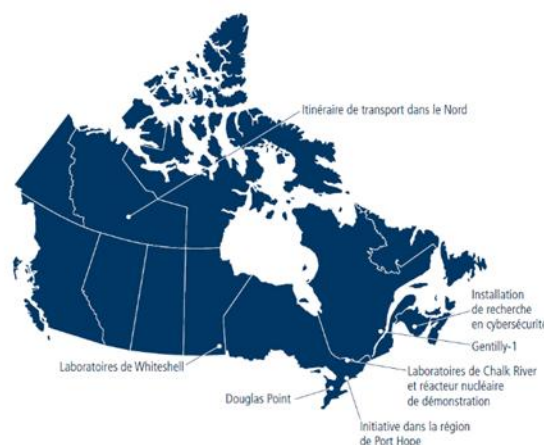 Itinéraire de transport dans le Nord
Installation
de recherche
en cybersécurité
Gentilly-1
Laboratoires de Whiteshell
Laboratoires de Chalk River
et réacteur nucléaire
de démonstration
Douglas Point
Initiative dans la région
de Port Hope